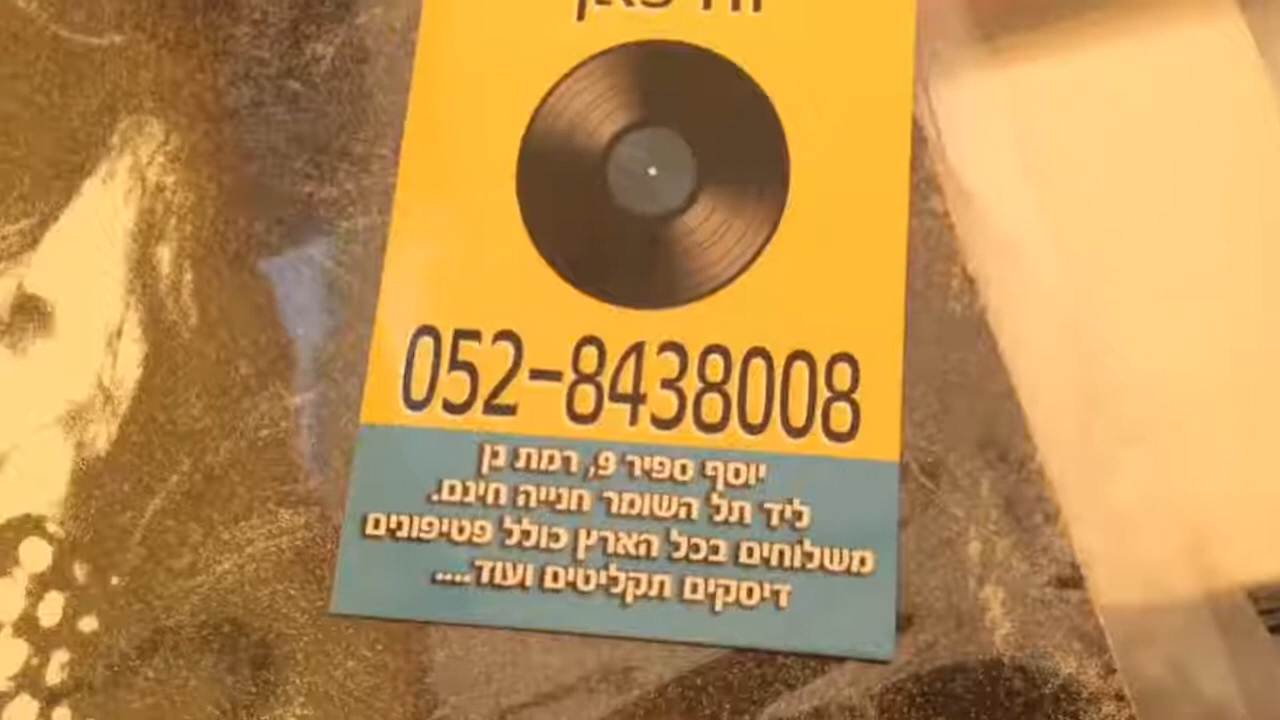 052-8438008
יוסף ספיר 9, רמת גן
ליד תל השומר חנייה חינם.
משלוחים בכל הארץ כולל פטיפונים
דיסקים תקליטים ועוד....